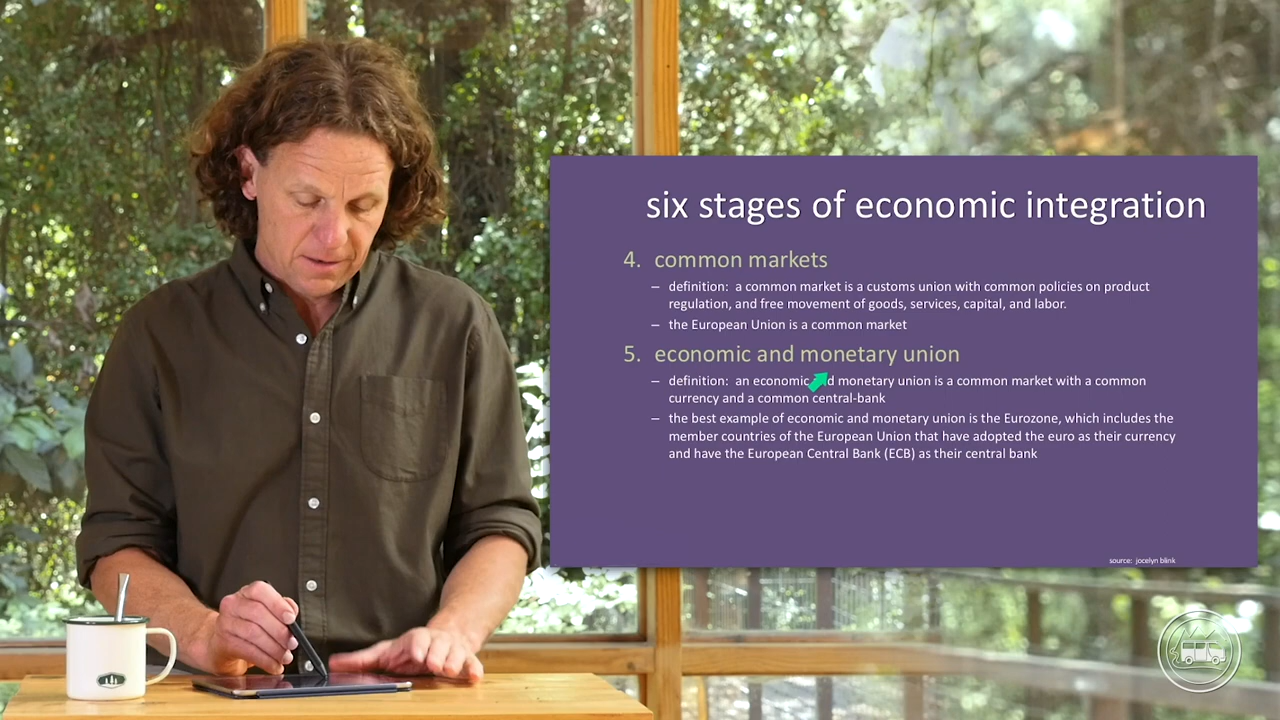 six stages of economic integration
4. common markets
– definition: a common market is a customs union with common policies on product
regulation, and free movement of goods, services, capital, and labor.
– the European Union is a common market
5. economic and monetary union
– definition: an economic monetary union is a common market with a common
currency and a common central-bank
– the best example of economic and monetary union is the Eurozone, which includes the
member countries of the European Union that have adopted the euro as their currency
and have the European Central Bank (ECB) as their central bank
source: jocelyn blink